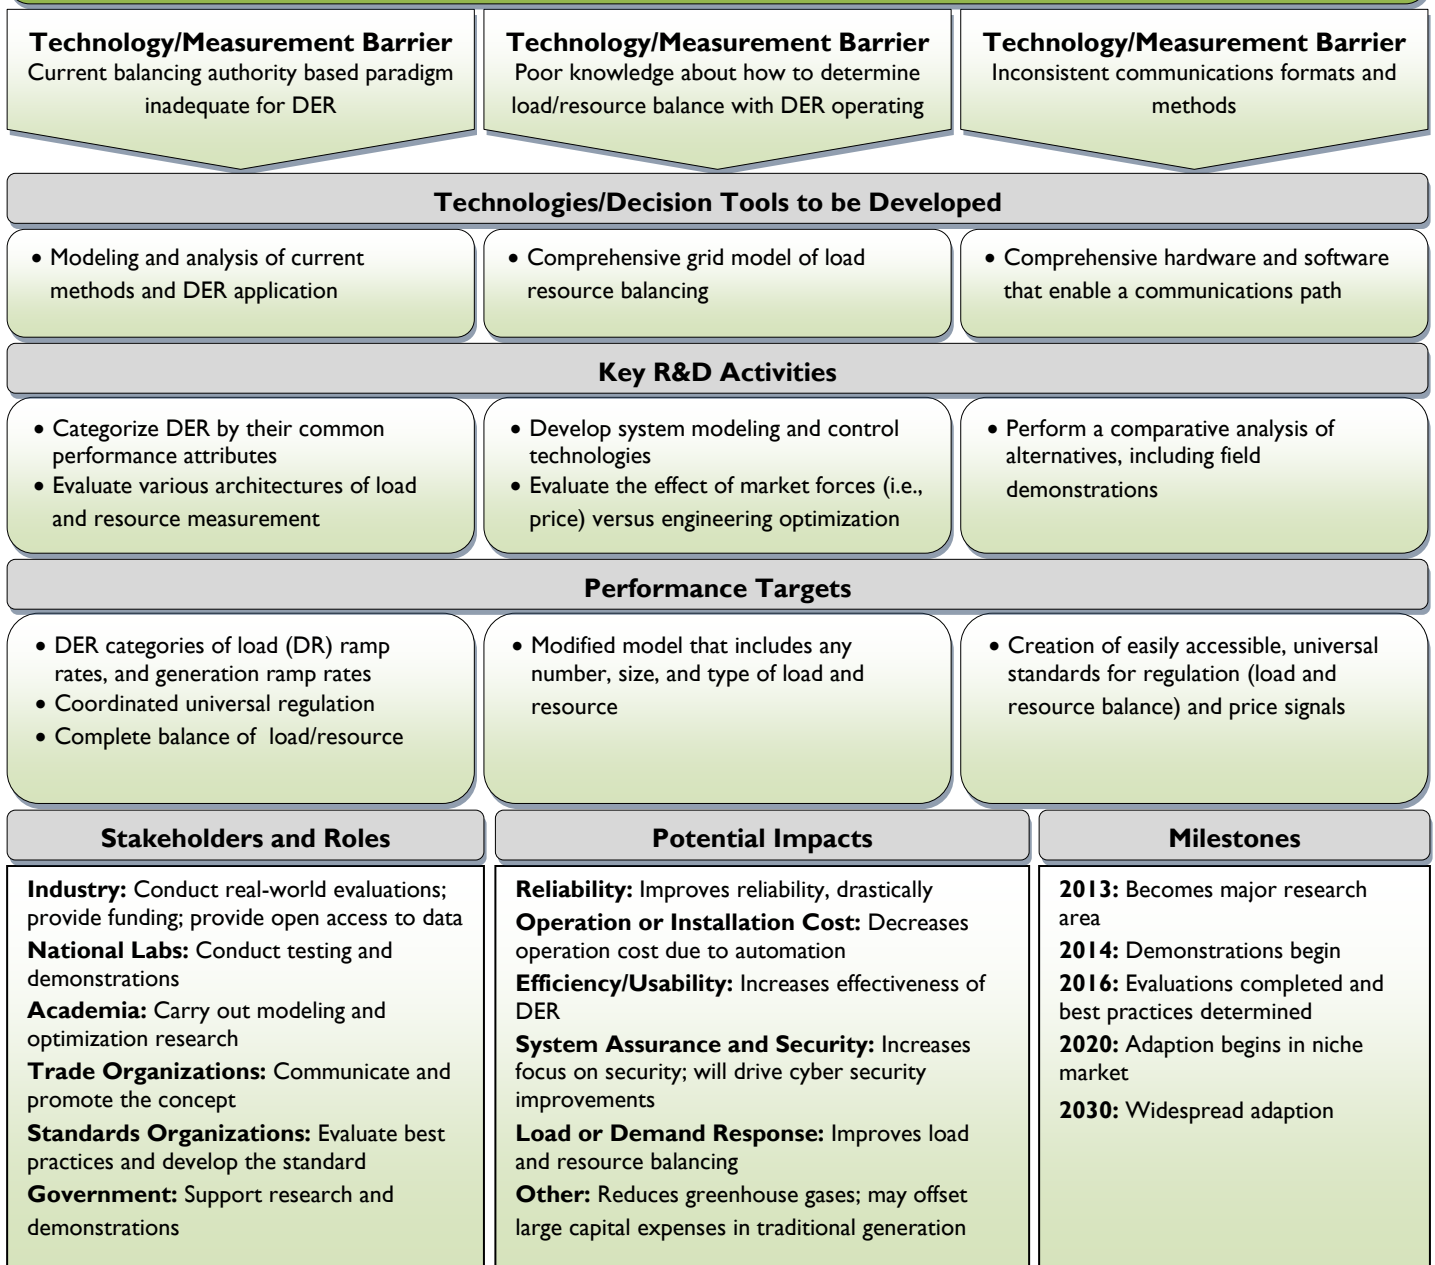 Technology/Measurement Barrier
Current balancing authority based paradigm
inadequate for DER
Technology/Measurement Barrier
Poor knowledge about how to determine
load/resource balance with DER operating
Technology/Measurement Barrier
Inconsistent communications formats and
methods
Technologies/Decision Tools to be Developed
• Modeling and analysis of current
methods and DER application
• Comprehensive grid model of load
resource balancing
• Comprehensive hardware and software
that enable a communications path
Key R&D Activities
• Categorize DER by their common
performance attributes
• Evaluate various architectures of load
and resource measurement
• Develop system modeling and control
technologies
• Evaluate the effect of market forces (i.e.,
price) versus engineering optimization
• Perform a comparative analysis of
alternatives, including field
demonstrations
Performance Targets
• DER categories of load (DR) ramp
rates, and generation ramp rates
• Coordinated universal regulation
• Complete balance of load/resource
• Modified model that includes any
number, size, and type of load and
resource
• Creation of easily accessible, universal
standards for regulation (load and
resource balance) and price signals
Stakeholders and Roles
Industry: Conduct real-world evaluations;
provide funding; provide open access to data
National Labs: Conduct testing and
demonstrations
Academia: Carry out modeling and
optimization research
Trade Organizations: Communicate and
promote the concept
Standards Organizations: Evaluate best
practices and develop the standard
Government: Support research and
demonstrations
Potential Impacts
Reliability: Improves reliability, drastically
Operation or Installation Cost: Decreases
operation cost due to automation
Efficiency/Usability: Increases effectiveness of
DER
System Assurance and Security: Increases
focus on security; will drive cyber security
improvements
Load or Demand Response: Improves load
and resource balancing
Other: Reduces greenhouse gases; may offset
large capital expenses in traditional generation
Milestones
2013: Becomes major research
area
2014: Demonstrations begin
2016: Evaluations completed and
best practices determined
2020: Adaption begins in niche
market
2030: Widespread adaption